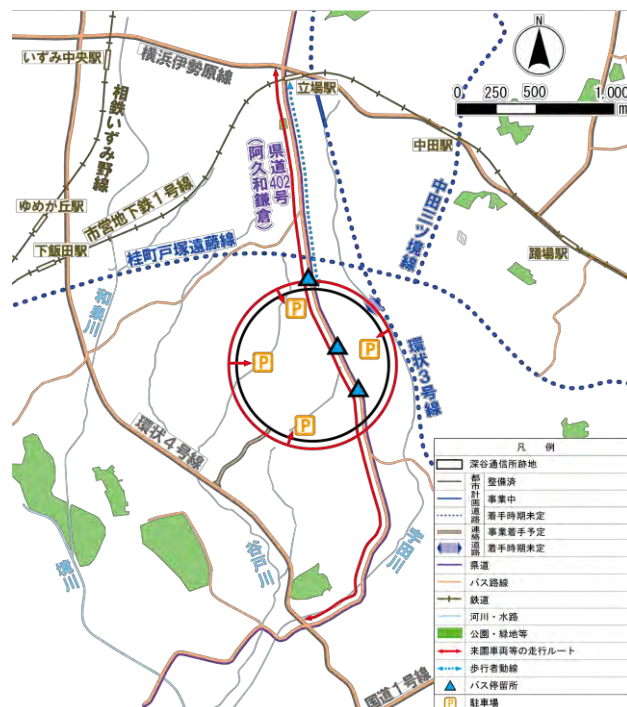 N
0 250 500 1,000
m
いずみ中央駅
横浜伊勢原線
立場駅
相鉄いずみ野線
県道402号
(阿久和鎌倉)
中田駅
ゆめが丘駅
市営地下鉄1号線
中田三ツ境線
下飯田駅
踊場駅
桂町戸塚遠藤線
和泉川
P
P
P
P
環状3号線
環状4号線
境川
谷戸川
宇田川
国道1号線
凡 例
深谷通信所跡地
都市計画道路
整備済
事業中
着手時期未定
連絡道路
事業着手予定
着手時期未定
県道
バス路線
鉄道
河川・水路
公園・緑地等
来園車両等の走行ルート
歩行者動線
バス停留所
P
駐車場